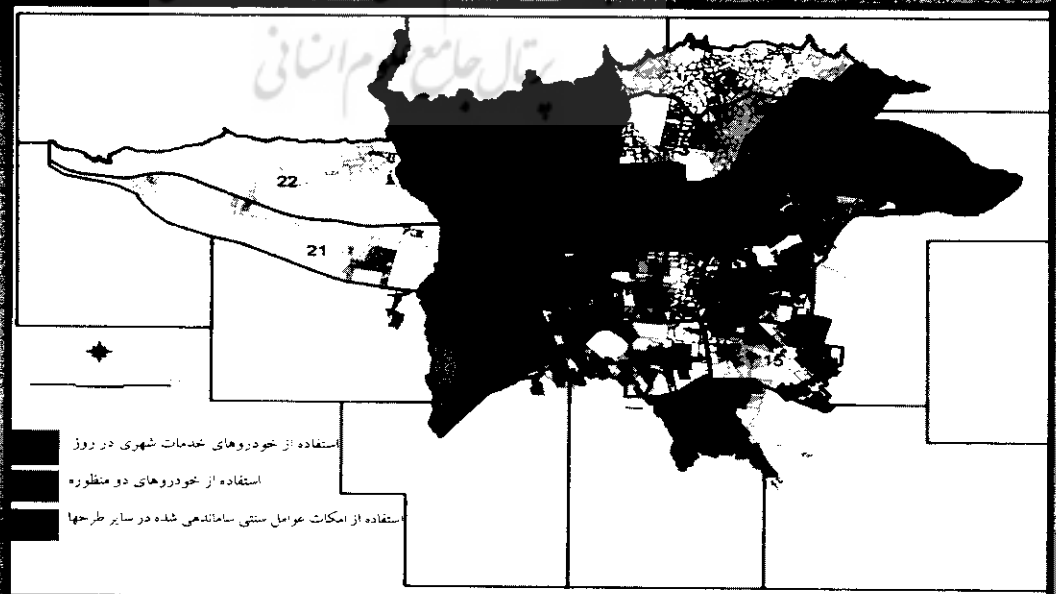 پرتال جامع علوم انسانی
22
21
15
استفاده از خودروهای خدمات شهری در روز
استفاده از خودروهای دو منظوره
استفاده از امکانات عوامل سنتی ساماندهی شده در سایر طرحها